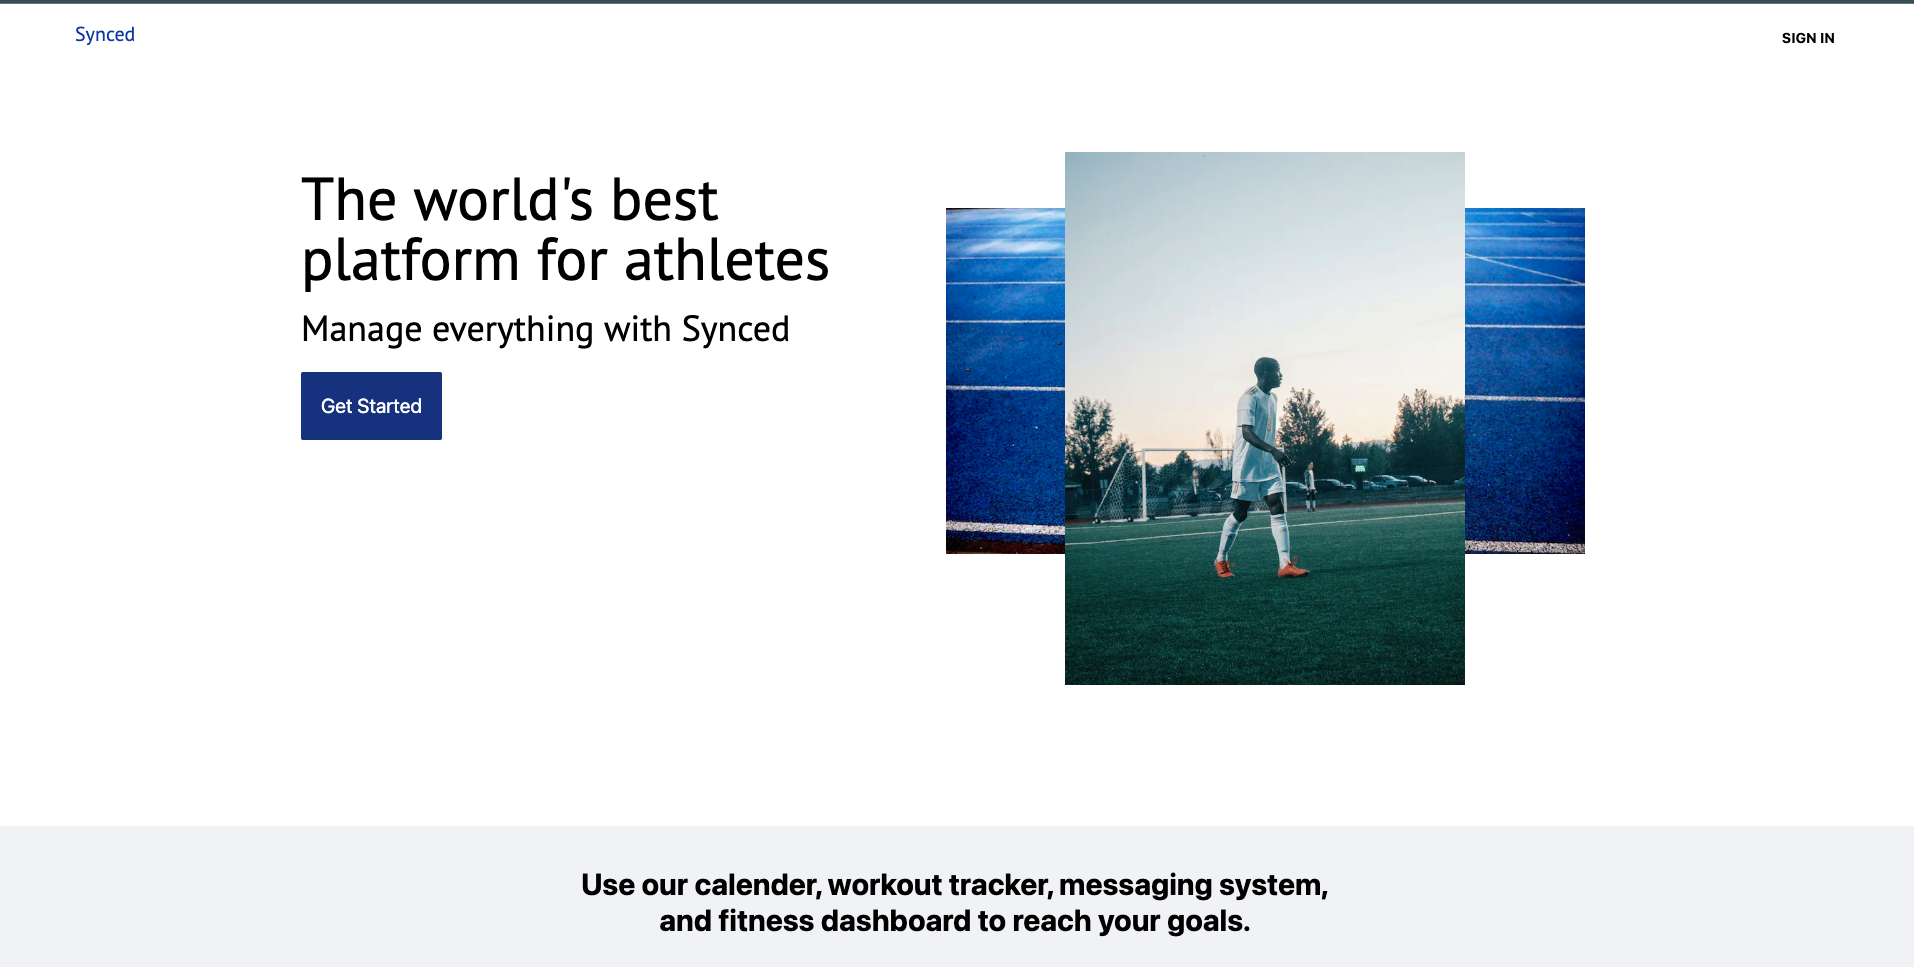 Synced
SIGN IN
The world's best
platform for athletes
Manage everything with Synced
Get Started
Use our calender, workout tracker, messaging system,
and fitness dashboard to reach your goals.